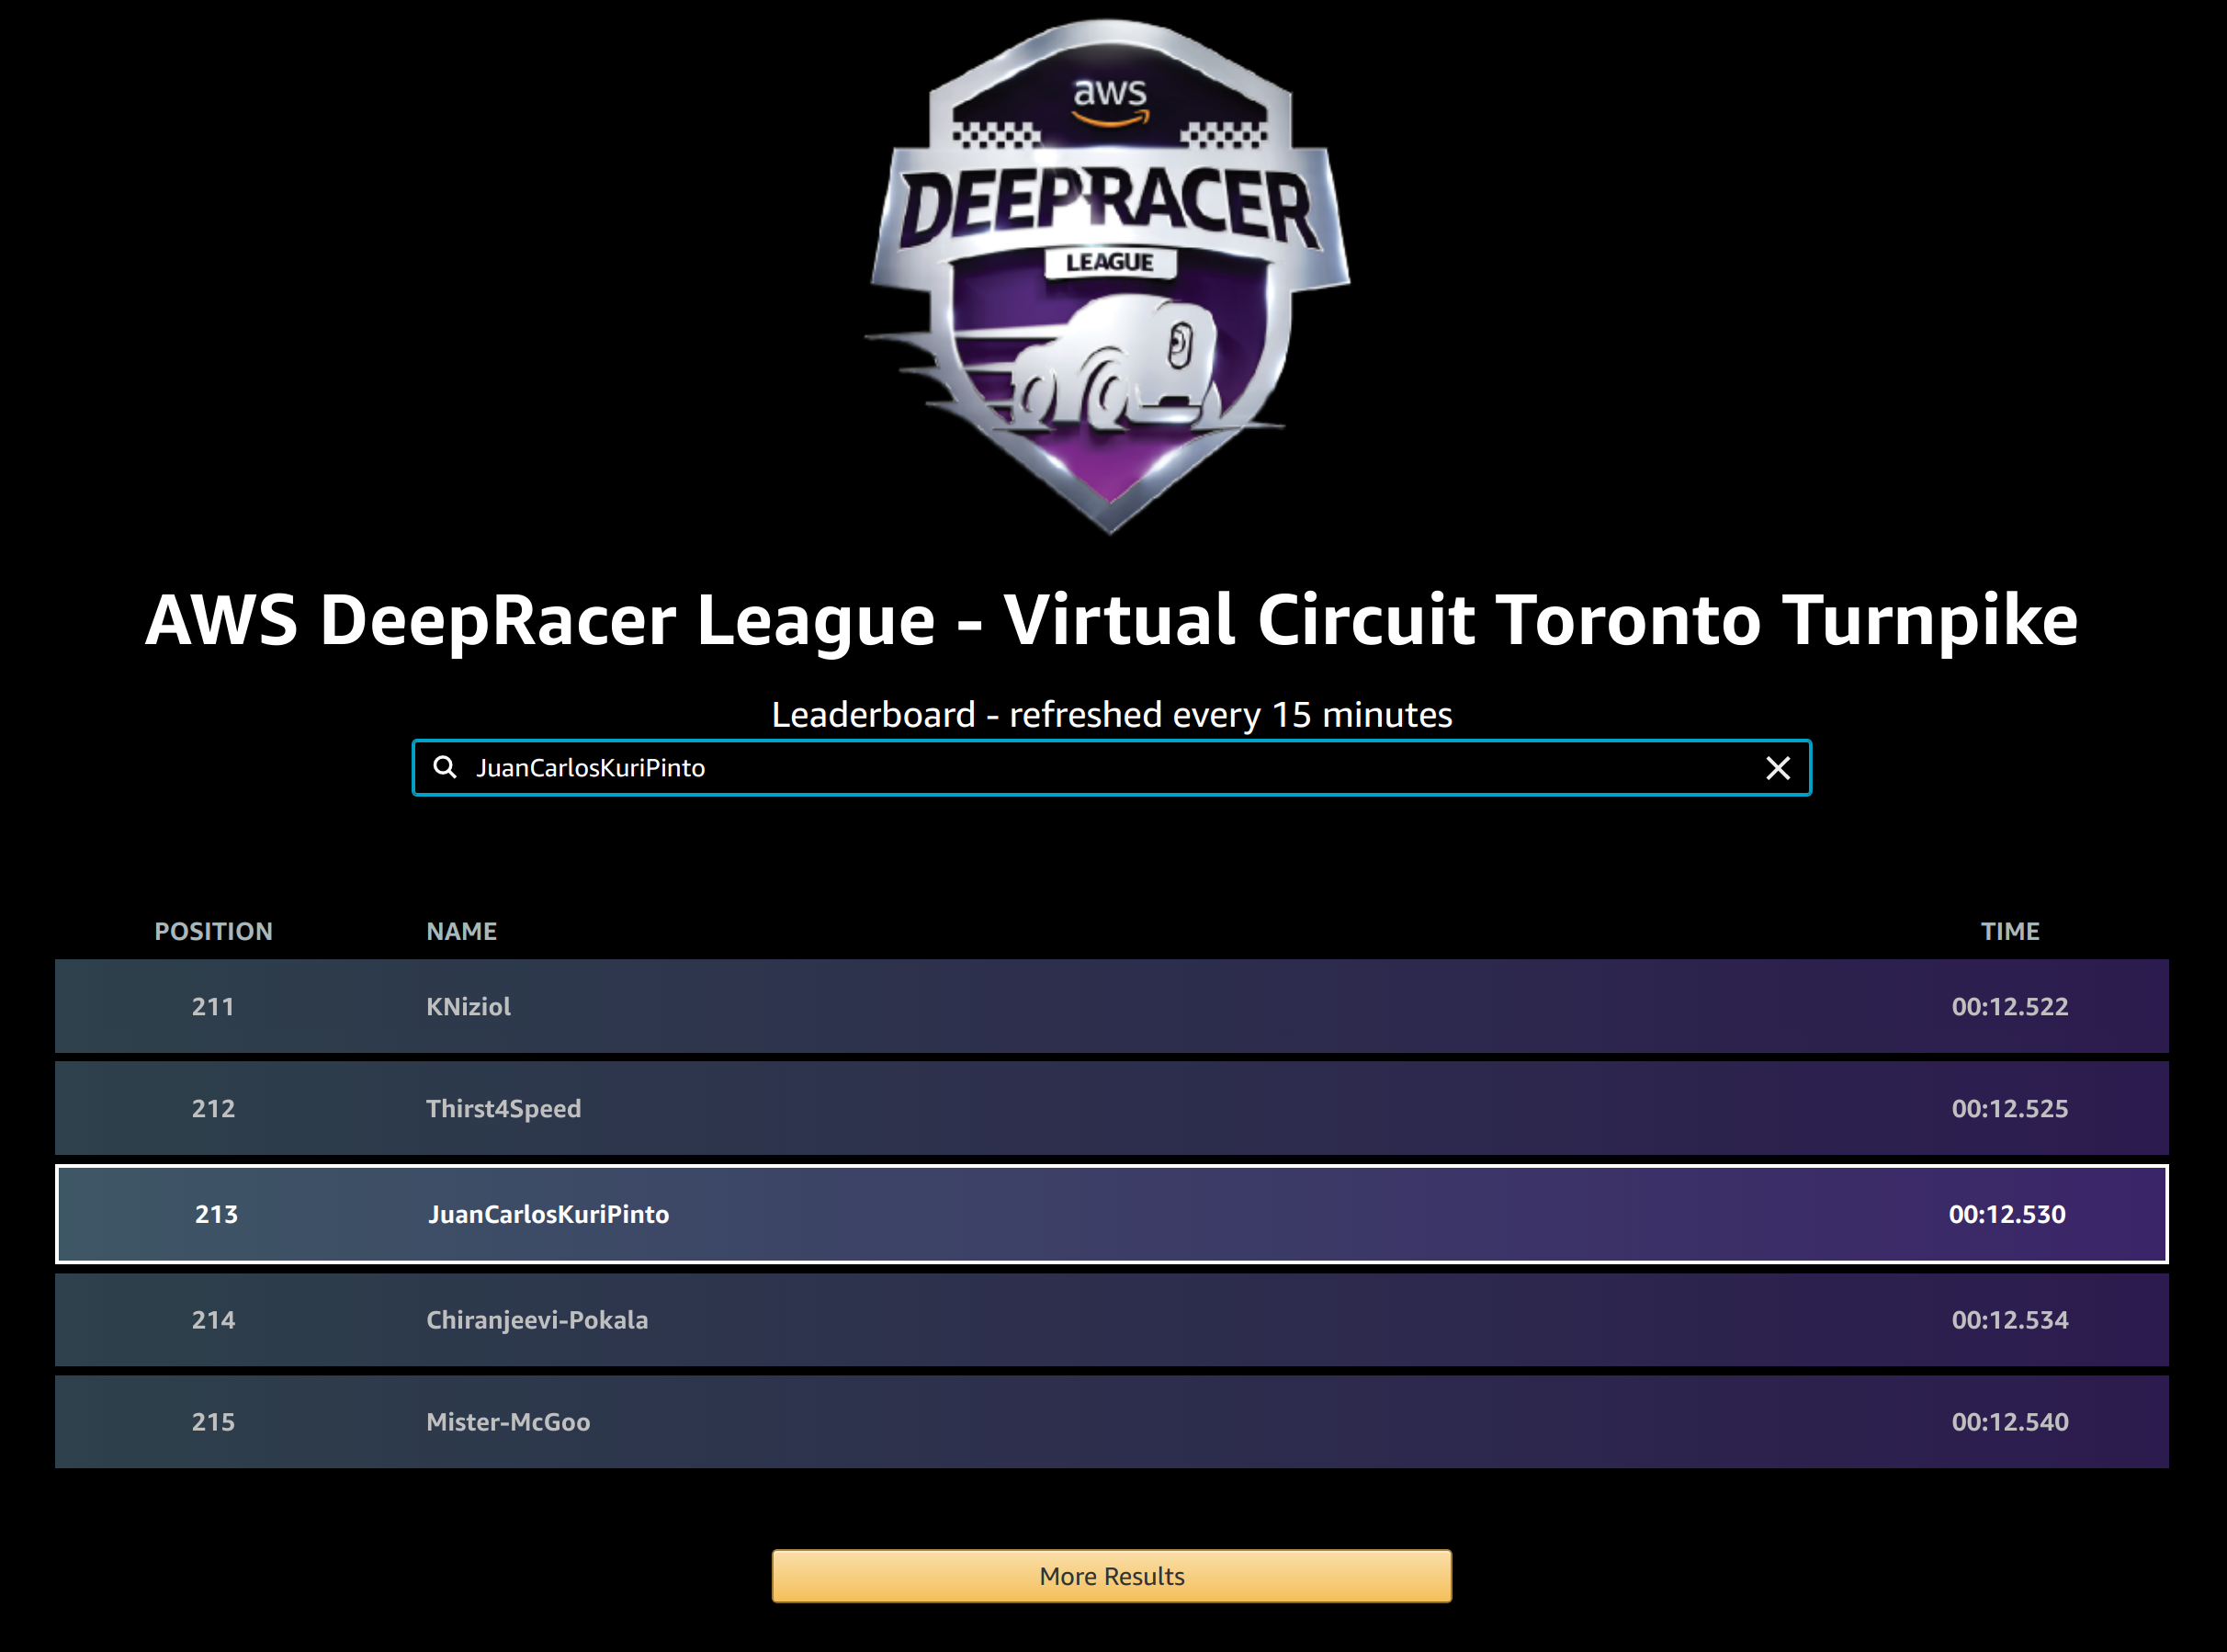 aws
DEEPRACER
LEAGUE
AWS DeepRacer League - Virtual Circuit Toronto Turnpike
Leaderboard - refreshed every 15 minutes
JuanCarlosKuriPinto
POSITION NAME TIME
211 KNiziol 00:12.522
212 Thirst4Speed 00:12.525
213 JuanCarlosKuriPinto 00:12.530
214 Chiranjeevi-Pokala 00:12.534
215 Mister-McGoo 00:12.540
More Results